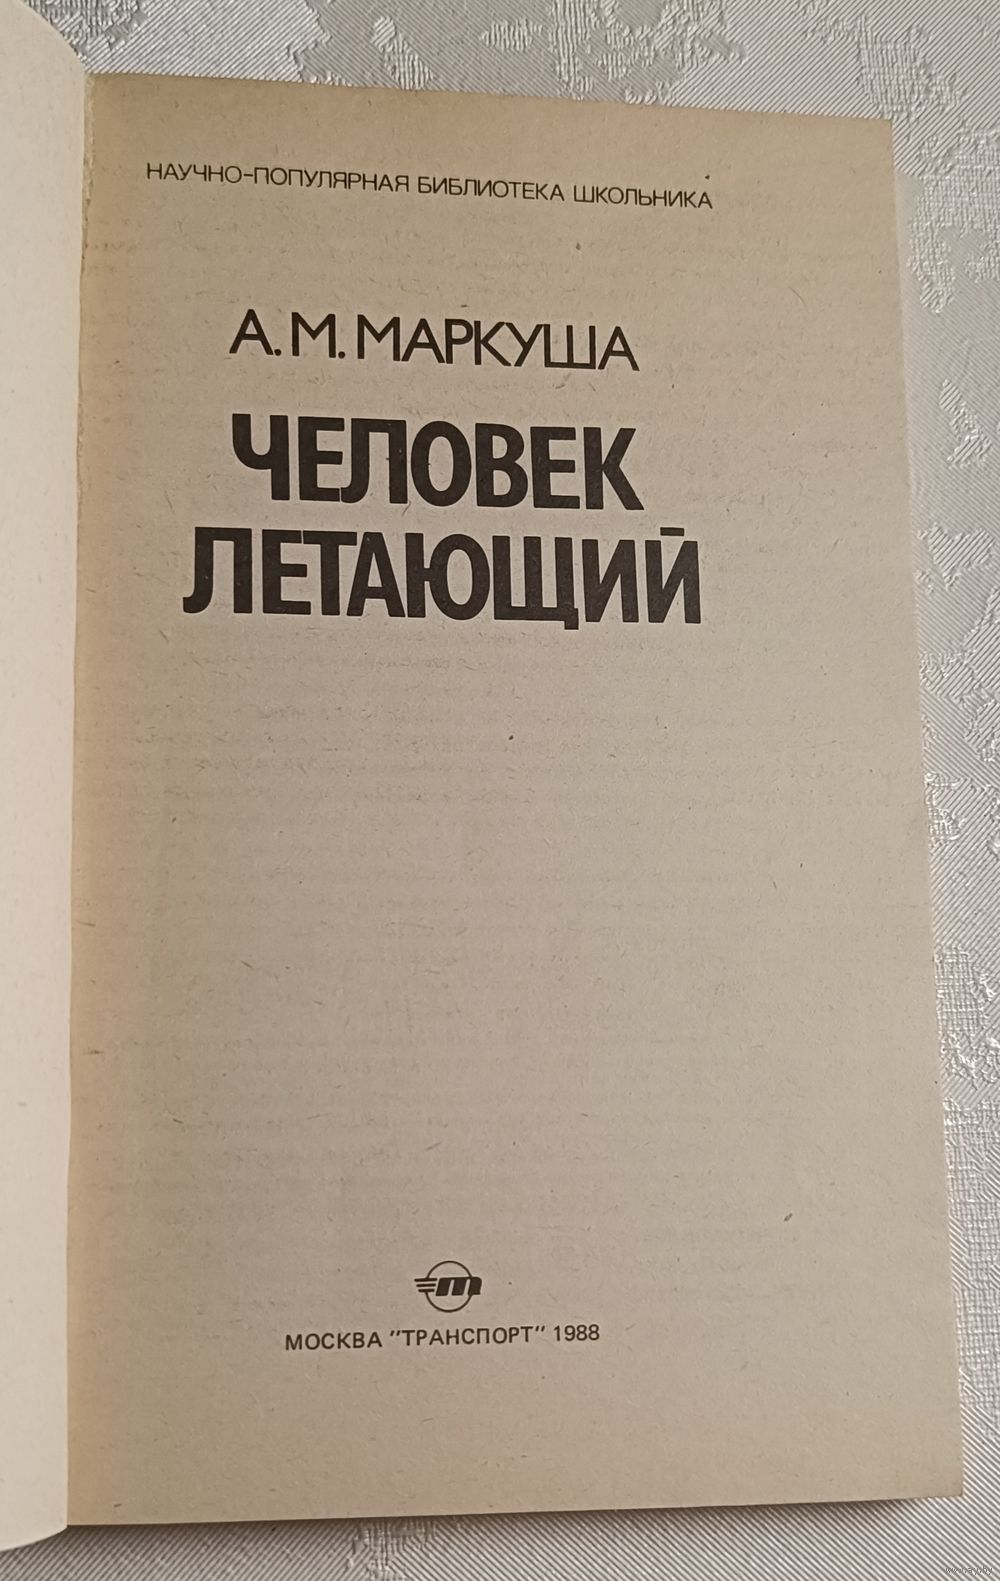 НАУЧНО-ПОПУЛЯРНАЯ БИБЛИОТЕКА ШКОЛЬНИКА
А. М. МАРКУША
ЧЕЛОВЕК
ЛЕТАЮЩИЙ
т
МОСКВА "ТРАНСПОРТ" 1988